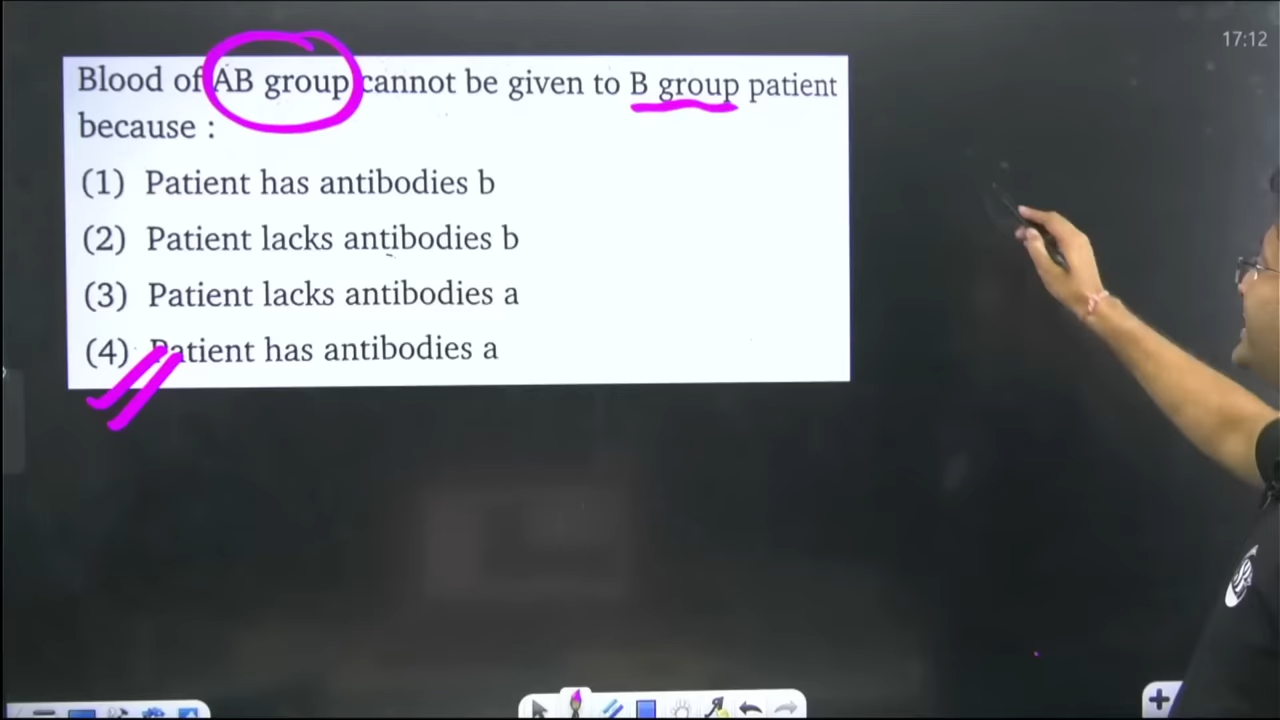 17:12
Blood of AB group cannot be given to B group patient
because :
(1) Patient has antibodies b
(2) Patient lacks antibodies b
(3) Patient lacks antibodies a
(4) Patient has antibodies a